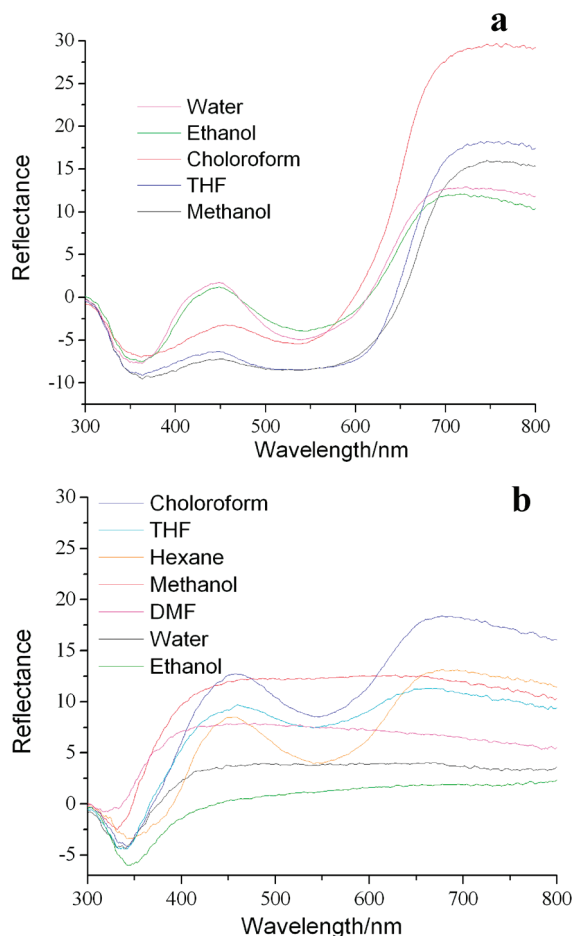 a
30
25
20
15
10
5
0
-5
-10
Reflectance
Water
Ethanol
Choloroform
THF
Methanol
300 400 500 600 700 800
Wavelength/nm
b
30
25
20
15
10
5
0
-5
Reflectance
Choloroform
THF
Hexane
Methanol
DMF
Water
Ethanol
300 400 500 600 700 800
Wavelength/nm